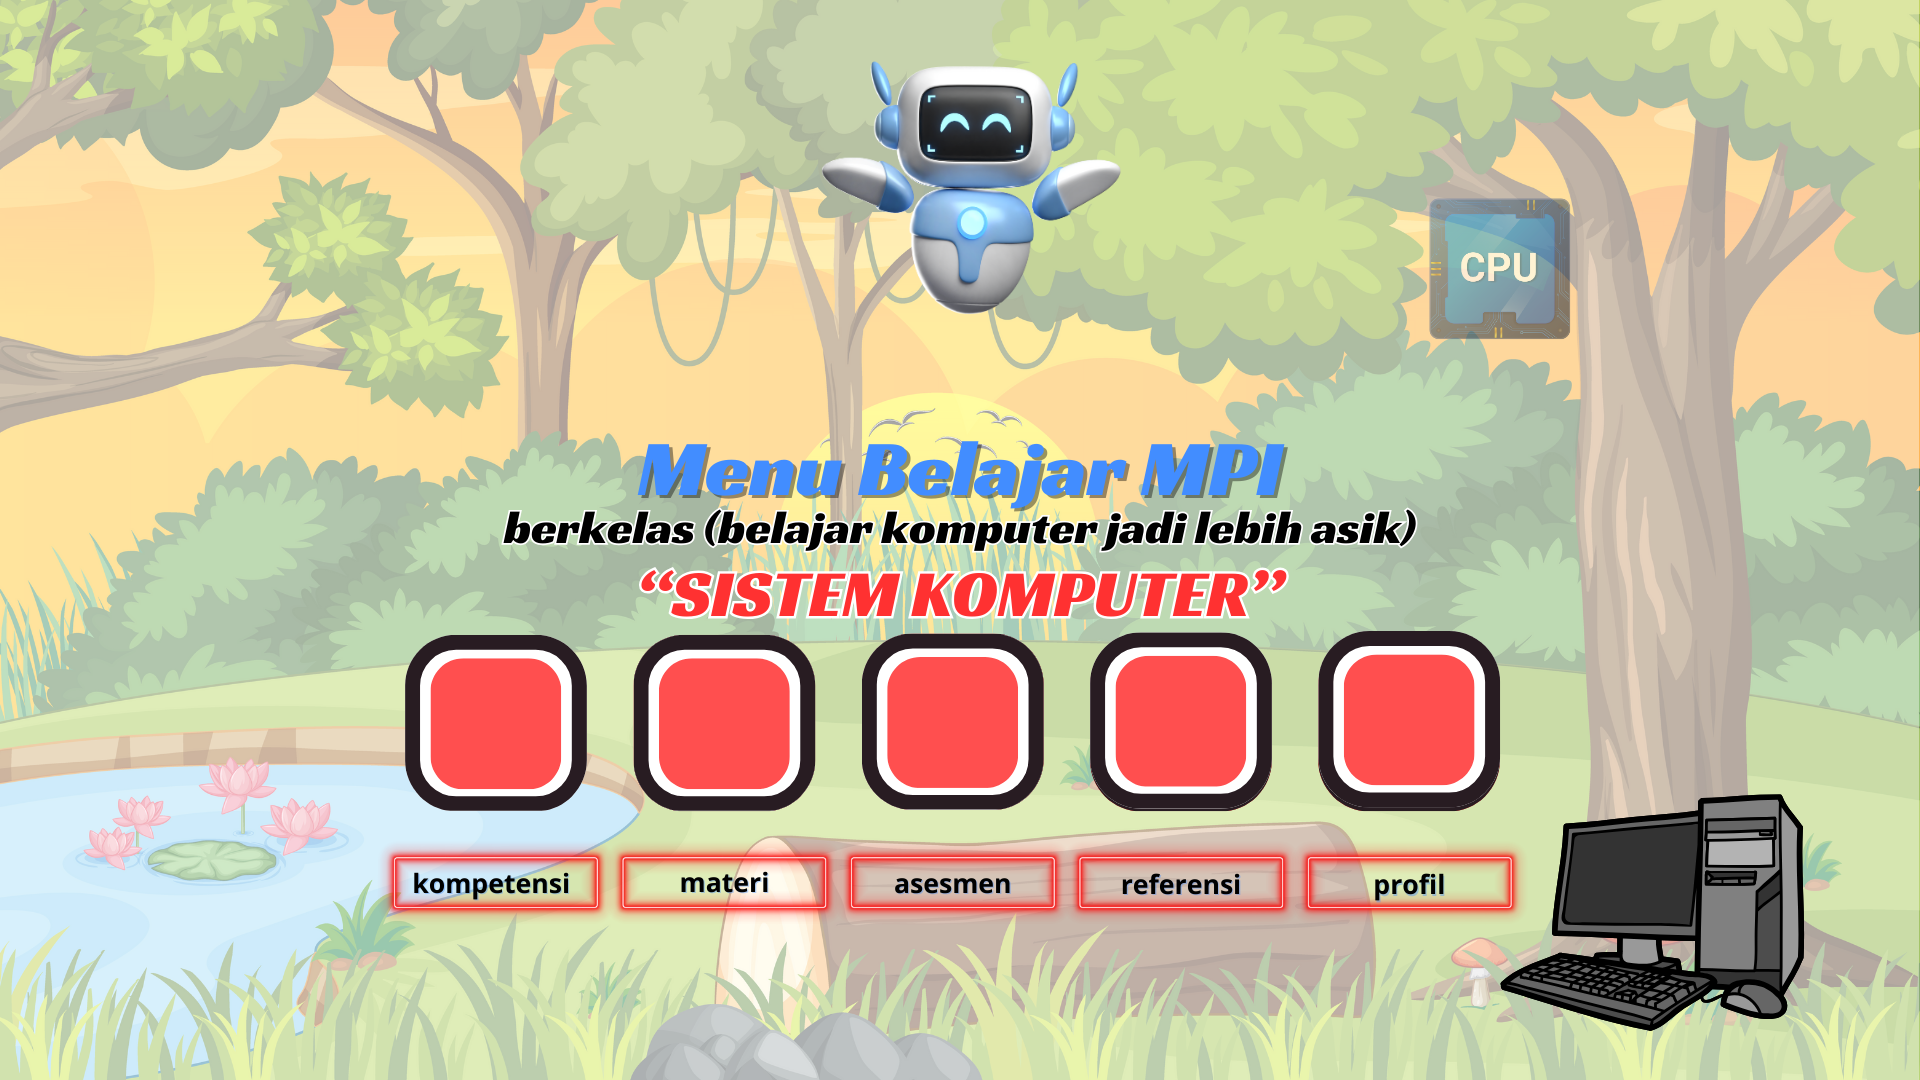 CPU
Menu Belajar MPI
berkelas (belajar komputer jadi lebih asik)
“SISTEM KOMPUTER”
kompetensi
materi
asesmen
referensi
profil